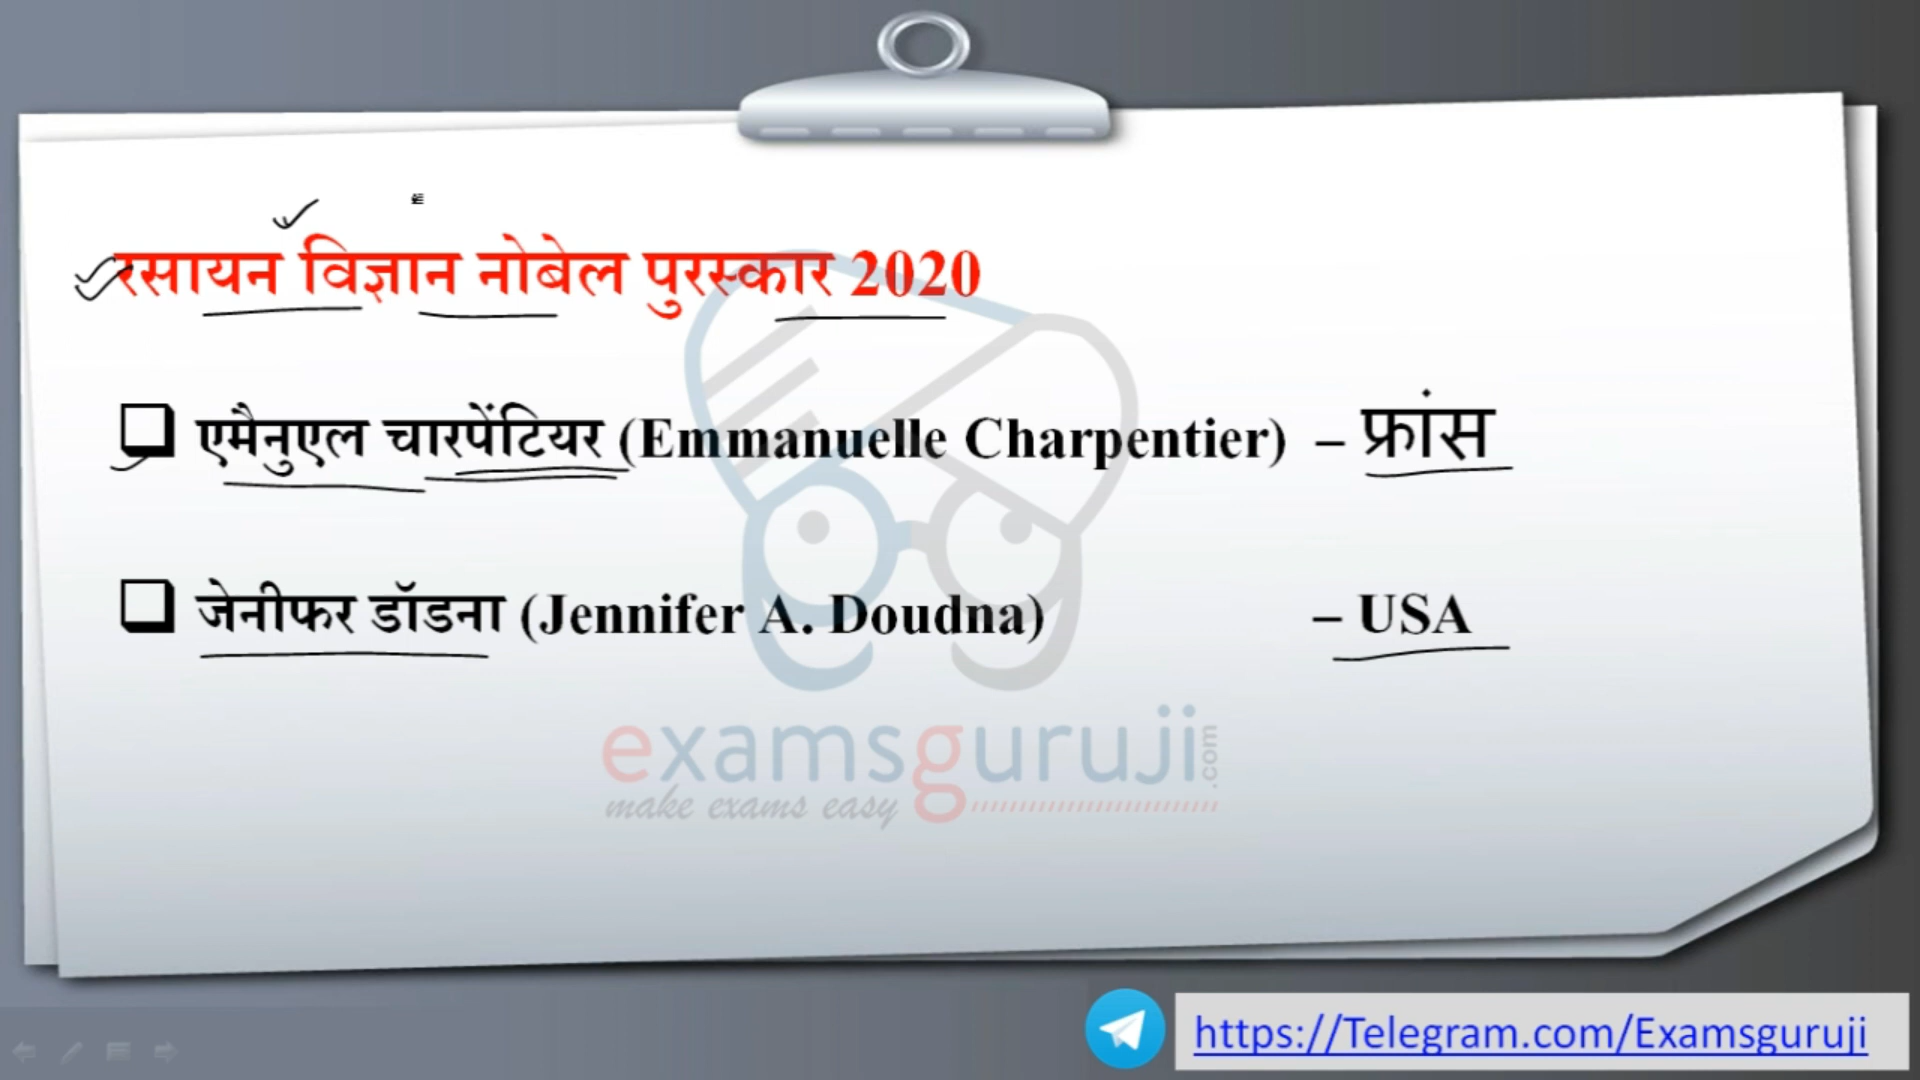 रसायन विज्ञान नोबेल पुरस्कार 2020
एमैनुएल चारपेंटियर (Emmanuelle Charpentier) – फ्रांस
जेनीफर डॉडना (Jennifer A. Doudna) – USA
examsguruji.com
make exams easy
https://Telegram.com/Examsguruji